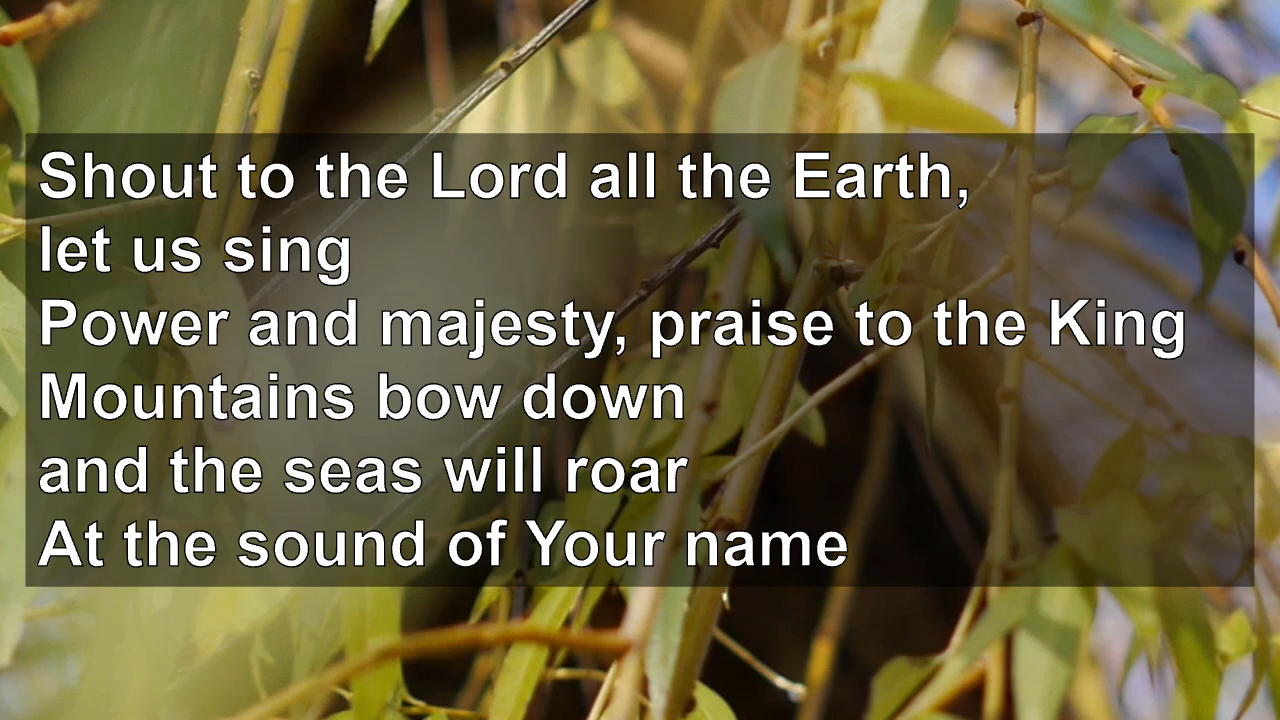 Shout to the Lord all the Earth,
let us sing
Power and majesty, praise to the King
Mountains bow down
and the seas will roar
At the sound of Your name